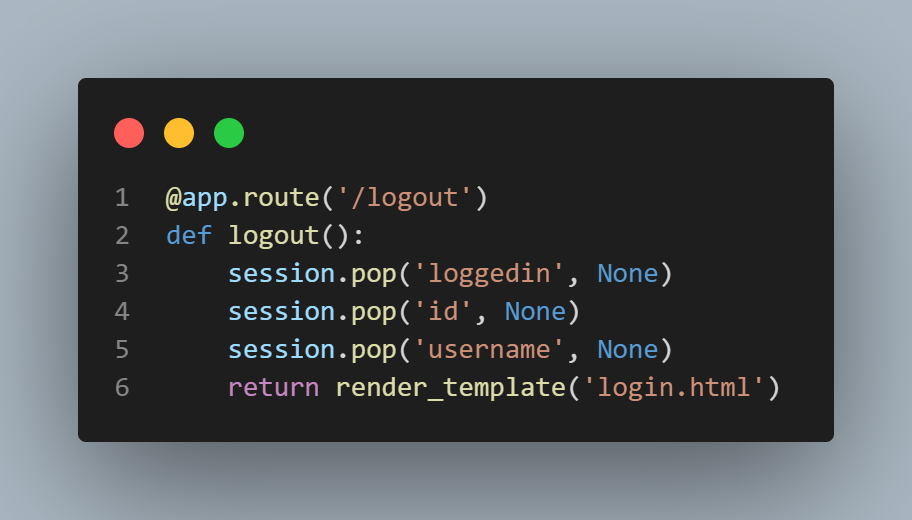 1 @app.route('/logout')
2 def logout():
3     session.pop('loggedin', None)
4     session.pop('id', None)
5     session.pop('username', None)
6     return render_template('login.html')